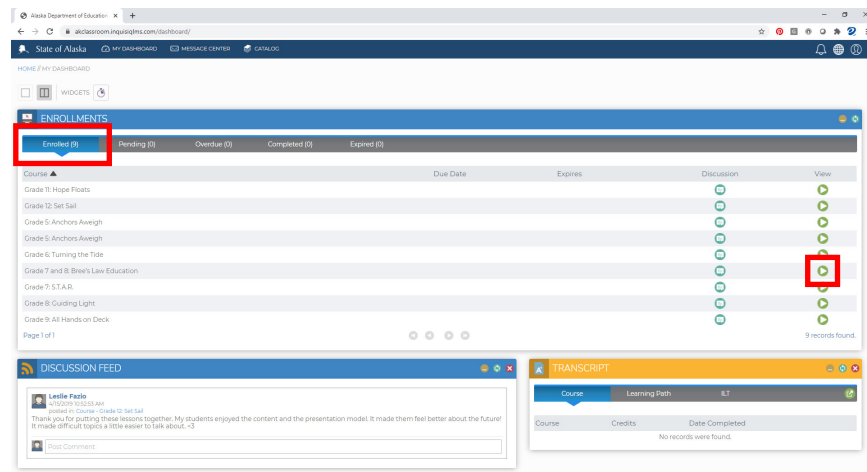 Alaska Department of Education
akclassroom.inquisiqlms.com/dashboard/
State of Alaska MY DASHBOARD MESSAGE CENTER CATALOG
HOME // MY DASHBOARD
WIDGETS
ENROLLMENTS
Enrolled (9) Pending (0) Overdue (0) Completed (0) Expired (0)
Course Due Date Expires Discussion View
Grade 11: Hope Floats
Grade 12: Set Sail
Grade 5: Anchors Aweigh
Grade 5: Anchors Aweigh
Grade 6: Turning the Tide
Grade 7 and 8: Bree's Law Education
Grade 7: S.T.A.R.
Grade 8: Guiding Light
Grade 9: All Hands on Deck
Page 1 of 1 9 records found.
DISCUSSION FEED
Leslie Fazio
4/15/2019 10:52:53 AM
posted in: Course - Grade 12: Set Sail
Thank you for putting these lessons together. My students enjoyed the content and the presentation model. It made them feel better about the future!
It made difficult topics a little easier to talk about. <3
Post Comment
TRANSCRIPT
Course Learning Path ILT
Course Credits Date Completed
No records were found.